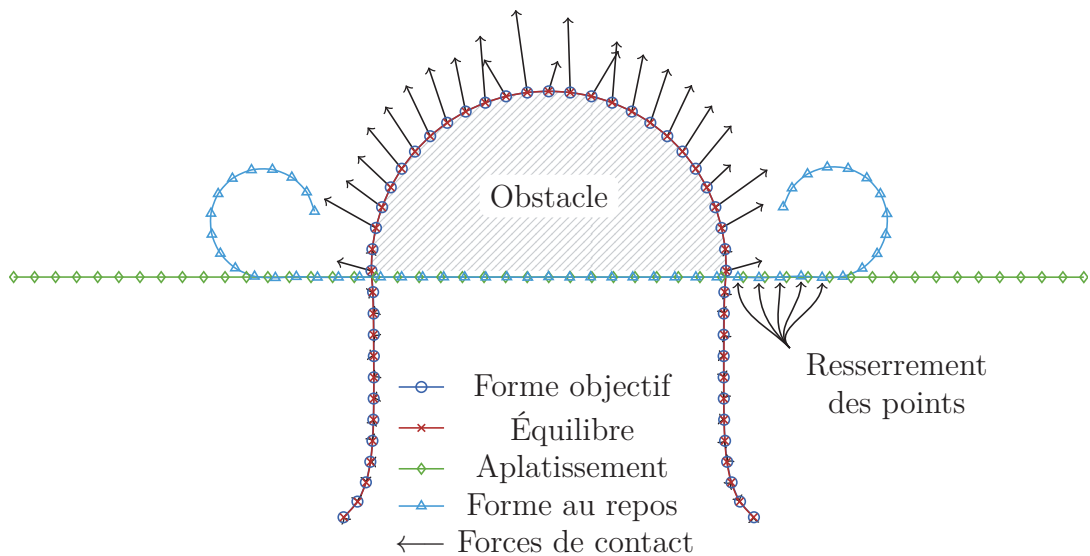 Obstacle
Resserrement
des points
Forme objectif
Équilibre
Aplatissement
Forme au repos
Forces de contact